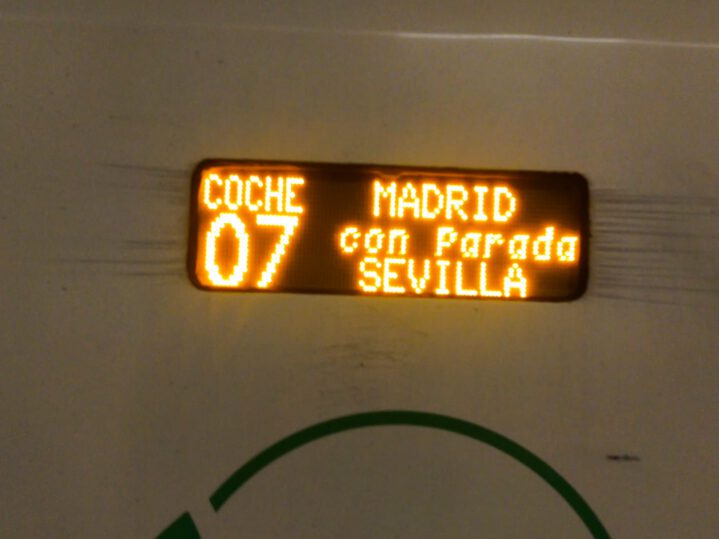 COCHE
07
MADRID
con Parada
SEVILLA